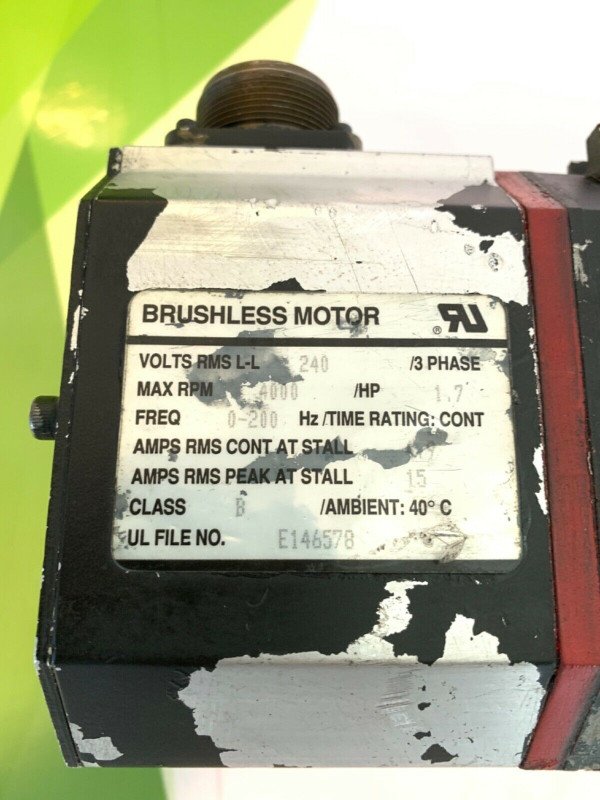 BRUSHLESS MOTOR ® RU
VOLTS RMS L-L 240 /3 PHASE
MAX RPM 4000 /HP 1.7
FREQ 0-200 Hz /TIME RATING: CONT
AMPS RMS CONT AT STALL
AMPS RMS PEAK AT STALL 15
CLASS B /AMBIENT: 40° C
UL FILE NO. E146578